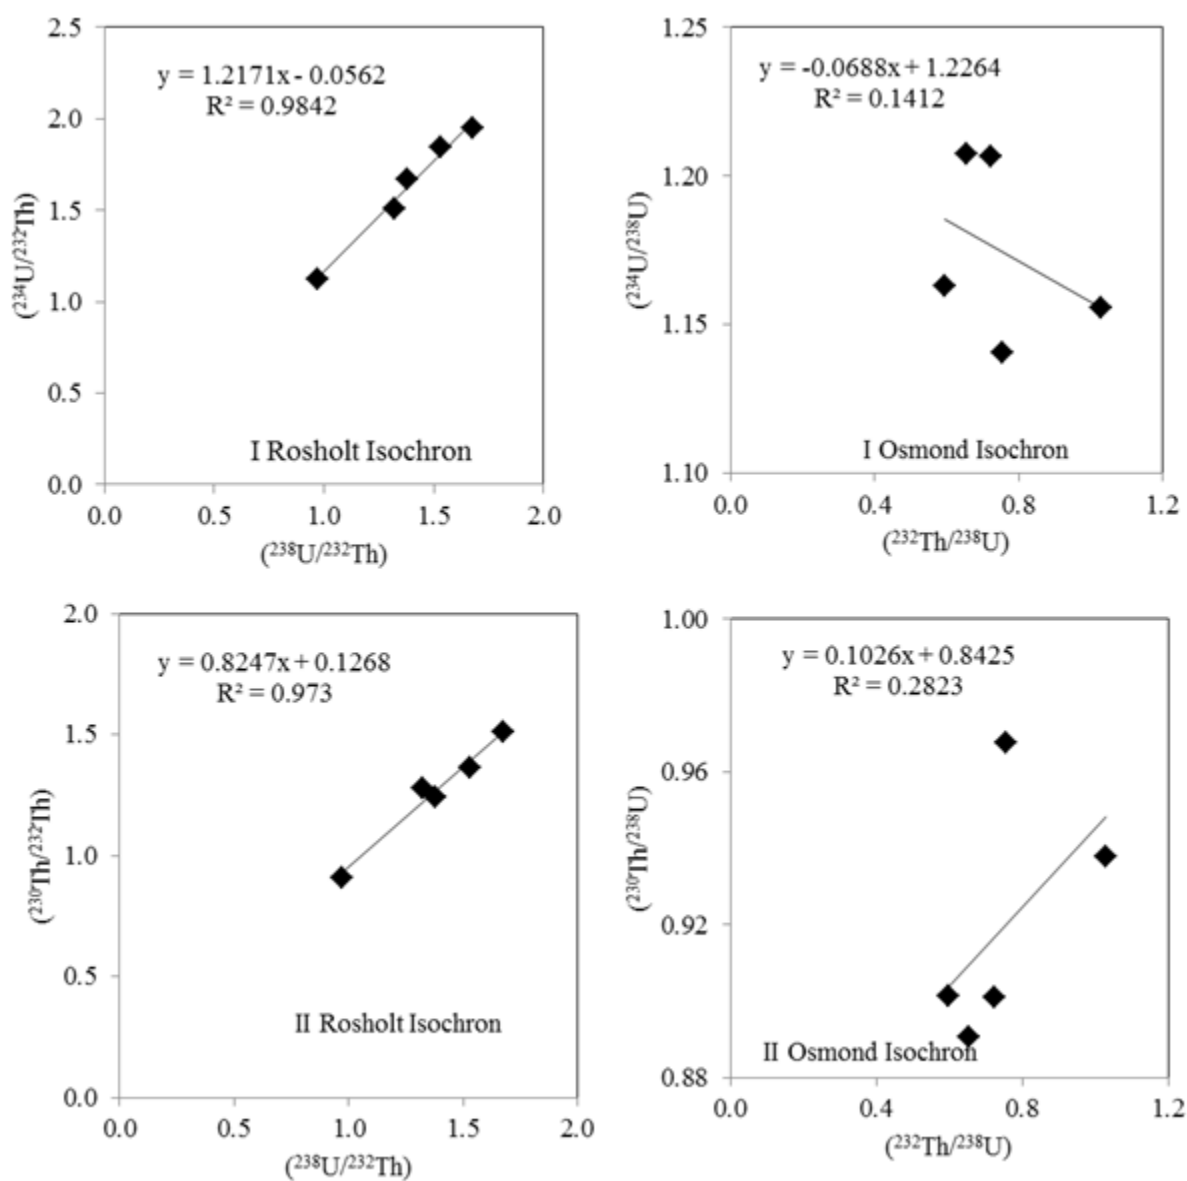 2.5
2.0
1.5
1.0
0.5
0.0
y = 1.2171x - 0.0562
R² = 0.9842
I Rosholt Isochron
0.0 0.5 1.0 1.5 2.0
(²³⁸U/²³²Th)
(²³⁴U/²³²Th)
1.25
1.20
1.15
1.10
y = -0.0688x + 1.2264
R² = 0.1412
I Osmond Isochron
0.0 0.4 0.8 1.2
(²³²Th/²³⁸U)
(²³⁴U/²³⁸U)
2.0
1.5
1.0
0.5
0.0
y = 0.8247x + 0.1268
R² = 0.973
II Rosholt Isochron
0.0 0.5 1.0 1.5 2.0
(²³⁸U/²³²Th)
(²³⁰Th/²³²Th)
1.00
0.96
0.92
0.88
y = 0.1026x + 0.8425
R² = 0.2823
II Osmond Isochron
0.0 0.4 0.8 1.2
(²³²Th/²³⁸U)
(²³⁰Th/²³⁸U)